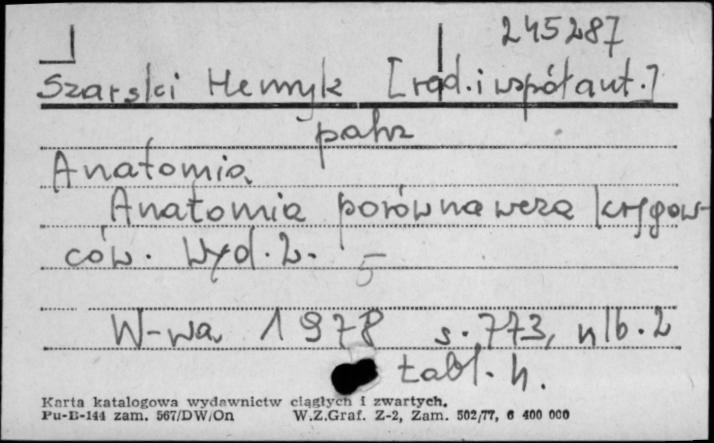 245287
Szarski Henryk [red. i współaut.]
patrz
Anatomia
Anatomia porównawcza kręgow-
ców. Wyd. 2. 5
W-wa 1978 s. 773, nlb. 2
tabl. 4.
Karta katalogowa wydawnictw ciągłych i zwartych.
Pu-B-144 zam. 567/DW/On W.Z.Graf. Z-2, Zam. 502/77, 6 400 000